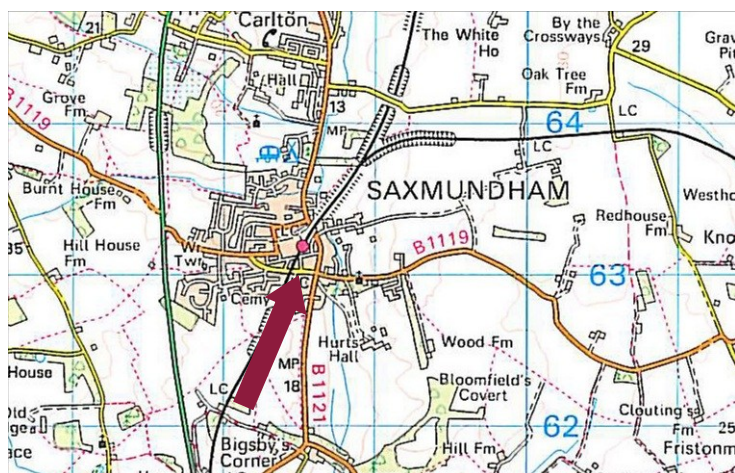 21
Carlton
The White
Ho
By the
Crossways
29
Grav
Pit
Hall
13
Oak Tree
Fm
B1119
Grove
Fm
MP
LC
64
LC
Burnt House
Fm
SAXMUNDHAM
Redhouse
Fm
Westho
Kno
35
Hill House
Fm
Wr
Twr
B1119
63
Cemy
Hurts
Hall
Wood Fm
House
MP
18
B1121
Bloomfield's
Covert
LC
Old
ge
ace
Bigsby's
Corner
Hill Fm
62
Clouting's
Fm
25
Fristonm